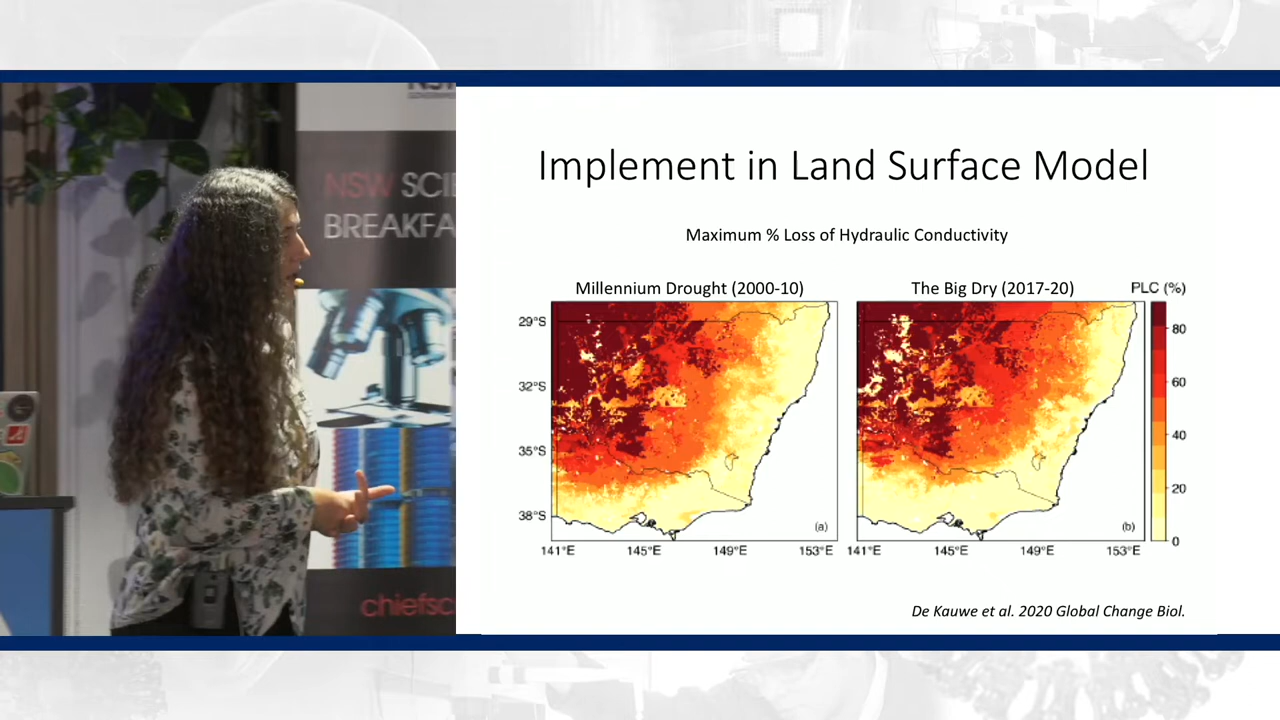 NSW SCIE
BREAKFA
chiefsc
Implement in Land Surface Model
Maximum % Loss of Hydraulic Conductivity
Millennium Drought (2000-10)
The Big Dry (2017-20)
PLC (%)
29°S
32°S
35°S
38°S
141°E
145°E
149°E
153°E
(a)
141°E
145°E
149°E
153°E
(b)
80
60
40
20
0
De Kauwe et al. 2020 Global Change Biol.